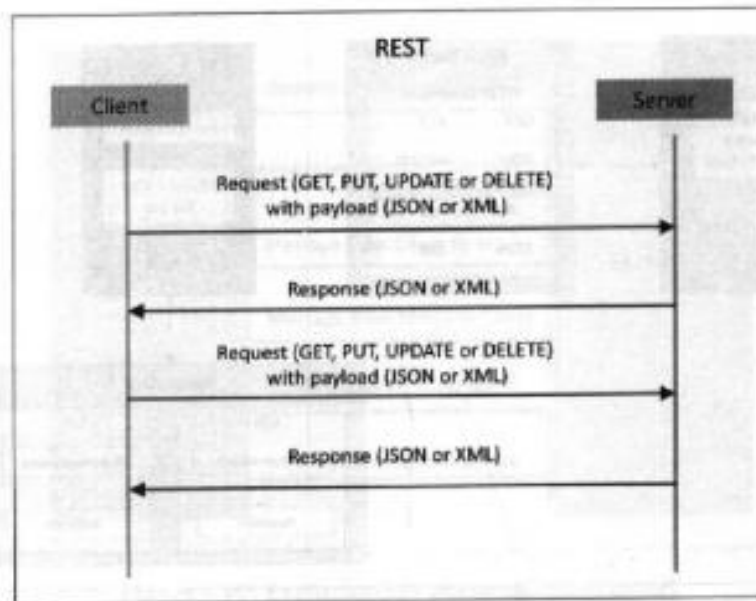 REST
Client
Server
Request (GET, PUT, UPDATE or DELETE)
with payload (JSON or XML)
Response (JSON or XML)
Request (GET, PUT, UPDATE or DELETE)
with payload (JSON or XML)
Response (JSON or XML)